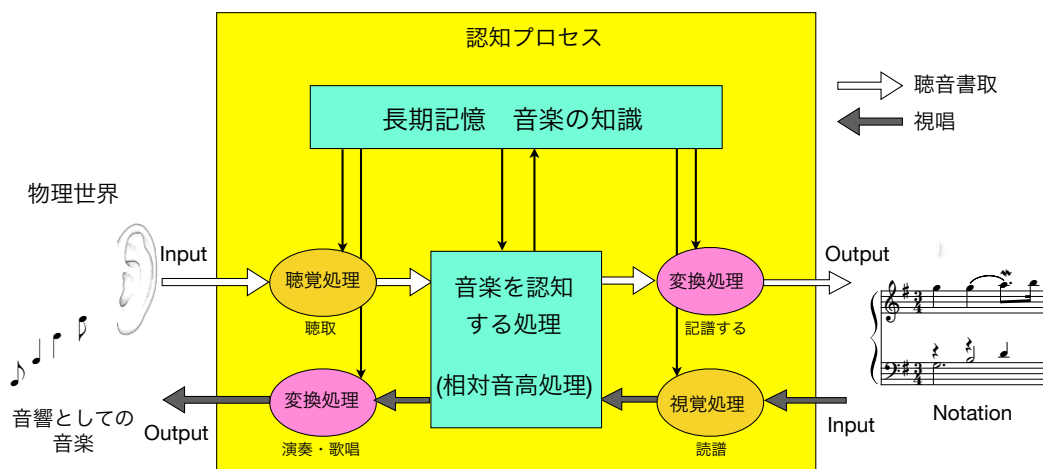 認知プロセス
長期記憶　音楽の知識
聴音書取
視唱
物理世界
Input
聴覚処理
聴取
音楽を認知
する処理
(相対音高処理)
変換処理
記譜する
Output
変換処理
演奏・歌唱
視覚処理
読譜
Input
Output
音響としての
音楽
3
4
3
4
Notation